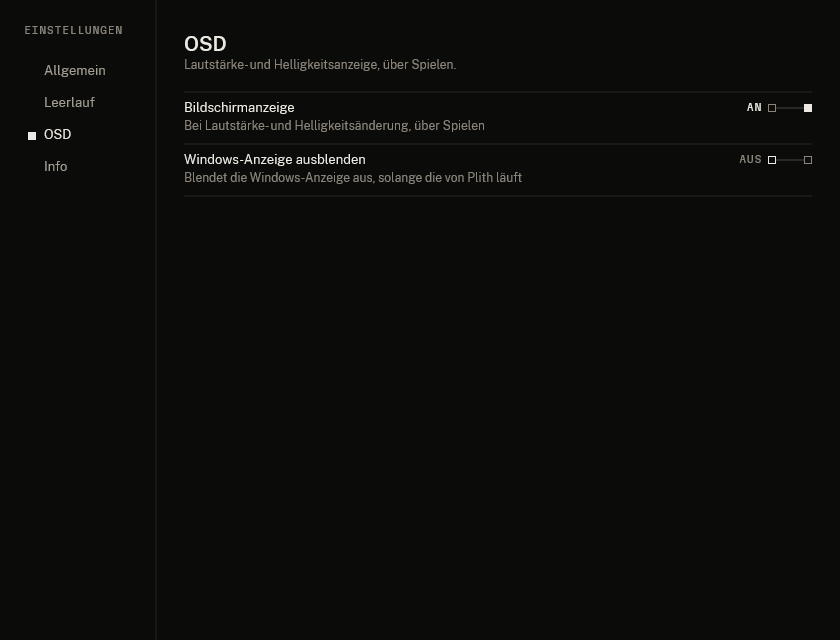 EINSTELLUNGEN
Allgemein
Leerlauf
OSD
Info
OSD
Lautstärke- und Helligkeitsanzeige, über Spielen.
Bildschirmanzeige
AN
Bei Lautstärke- und Helligkeitsänderung, über Spielen
Windows-Anzeige ausblenden
AUS
Blendet die Windows-Anzeige aus, solange die von Plith läuft